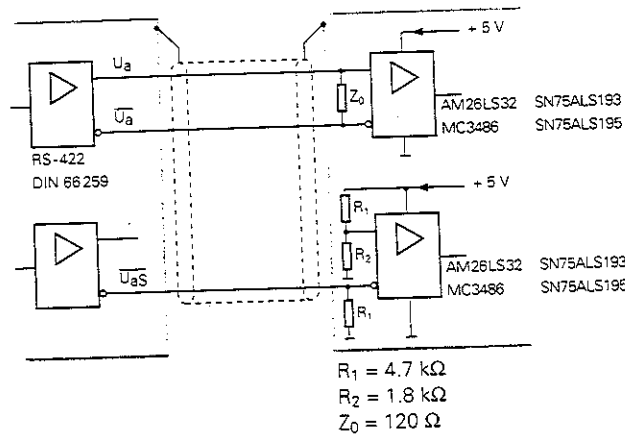 + 5 V
Ua
Z0
Ua
AM26LS32 SN75ALS193
MC3486 SN75ALS195
RS-422
DIN 66 259
+ 5 V
R1
R2
UaS
AM26LS32 SN75ALS193
MC3486 SN75ALS195
R1
R1 = 4.7 kΩ
R2 = 1.8 kΩ
Z0 = 120 Ω